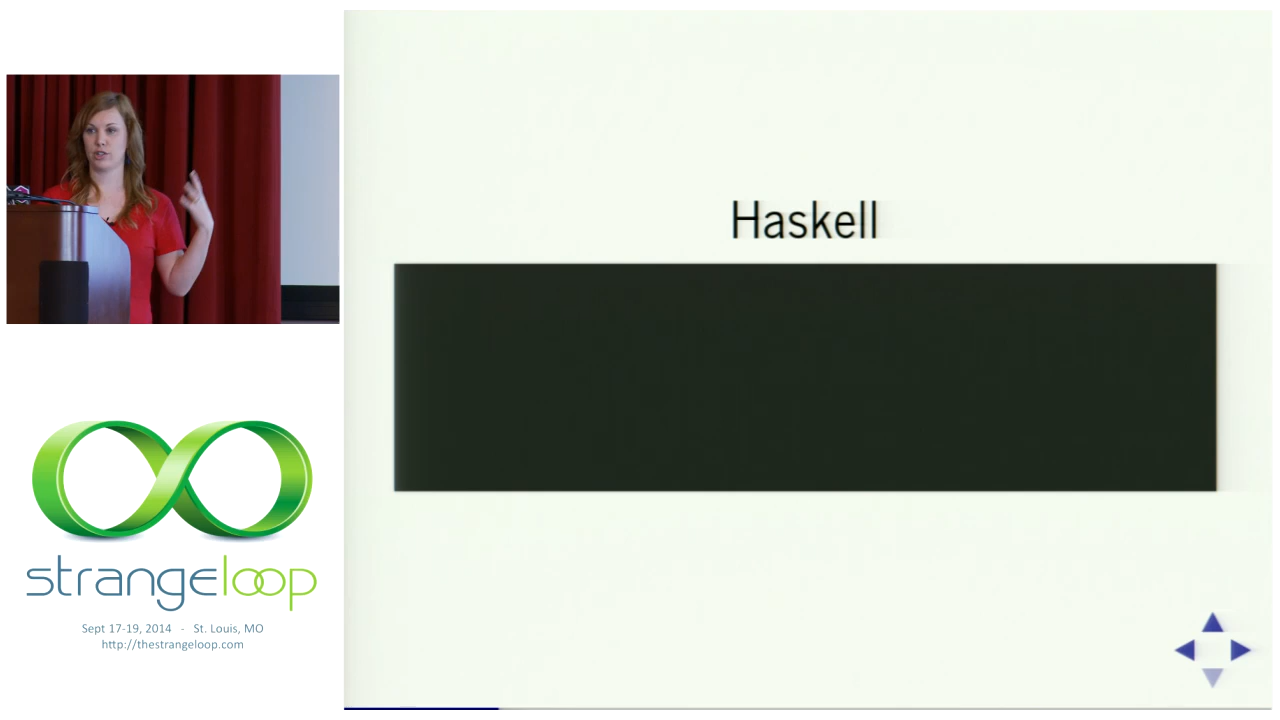 Haskell
strangeloop
Sept 17-19, 2014 - St. Louis, MO
http://thestrangeloop.com